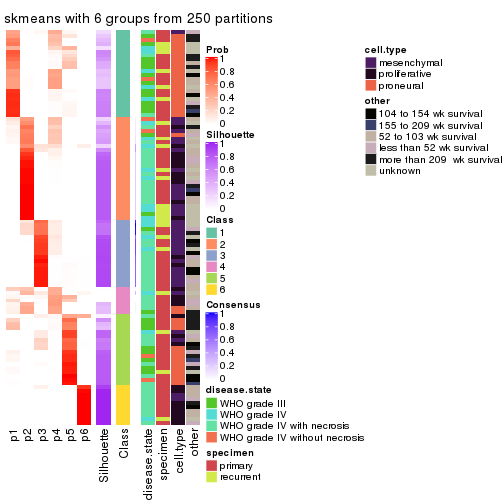 skmeans with 6 groups from 250 partitions
Prob
1
0.8
0.6
0.4
0.2
0
Silhouette
1
0.8
0.6
0.4
0.2
0
Class
1
2
3
4
5
6
Consensus
1
0.8
0.6
0.4
0.2
0
disease.state
WHO grade III
WHO grade IV
WHO grade IV with necrosis
WHO grade IV without necrosis
specimen
primary
recurrent
cell.type
mesenchymal
proliferative
proneural
other
104 to 154 wk survival
155 to 209 wk survival
52 to 103 wk survival
less than 52 wk survival
more than 209  wk survival
unknown
p1
p2
p3
p4
p5
p6
Silhouette
Class
disease.state
specimen
cell.type
other